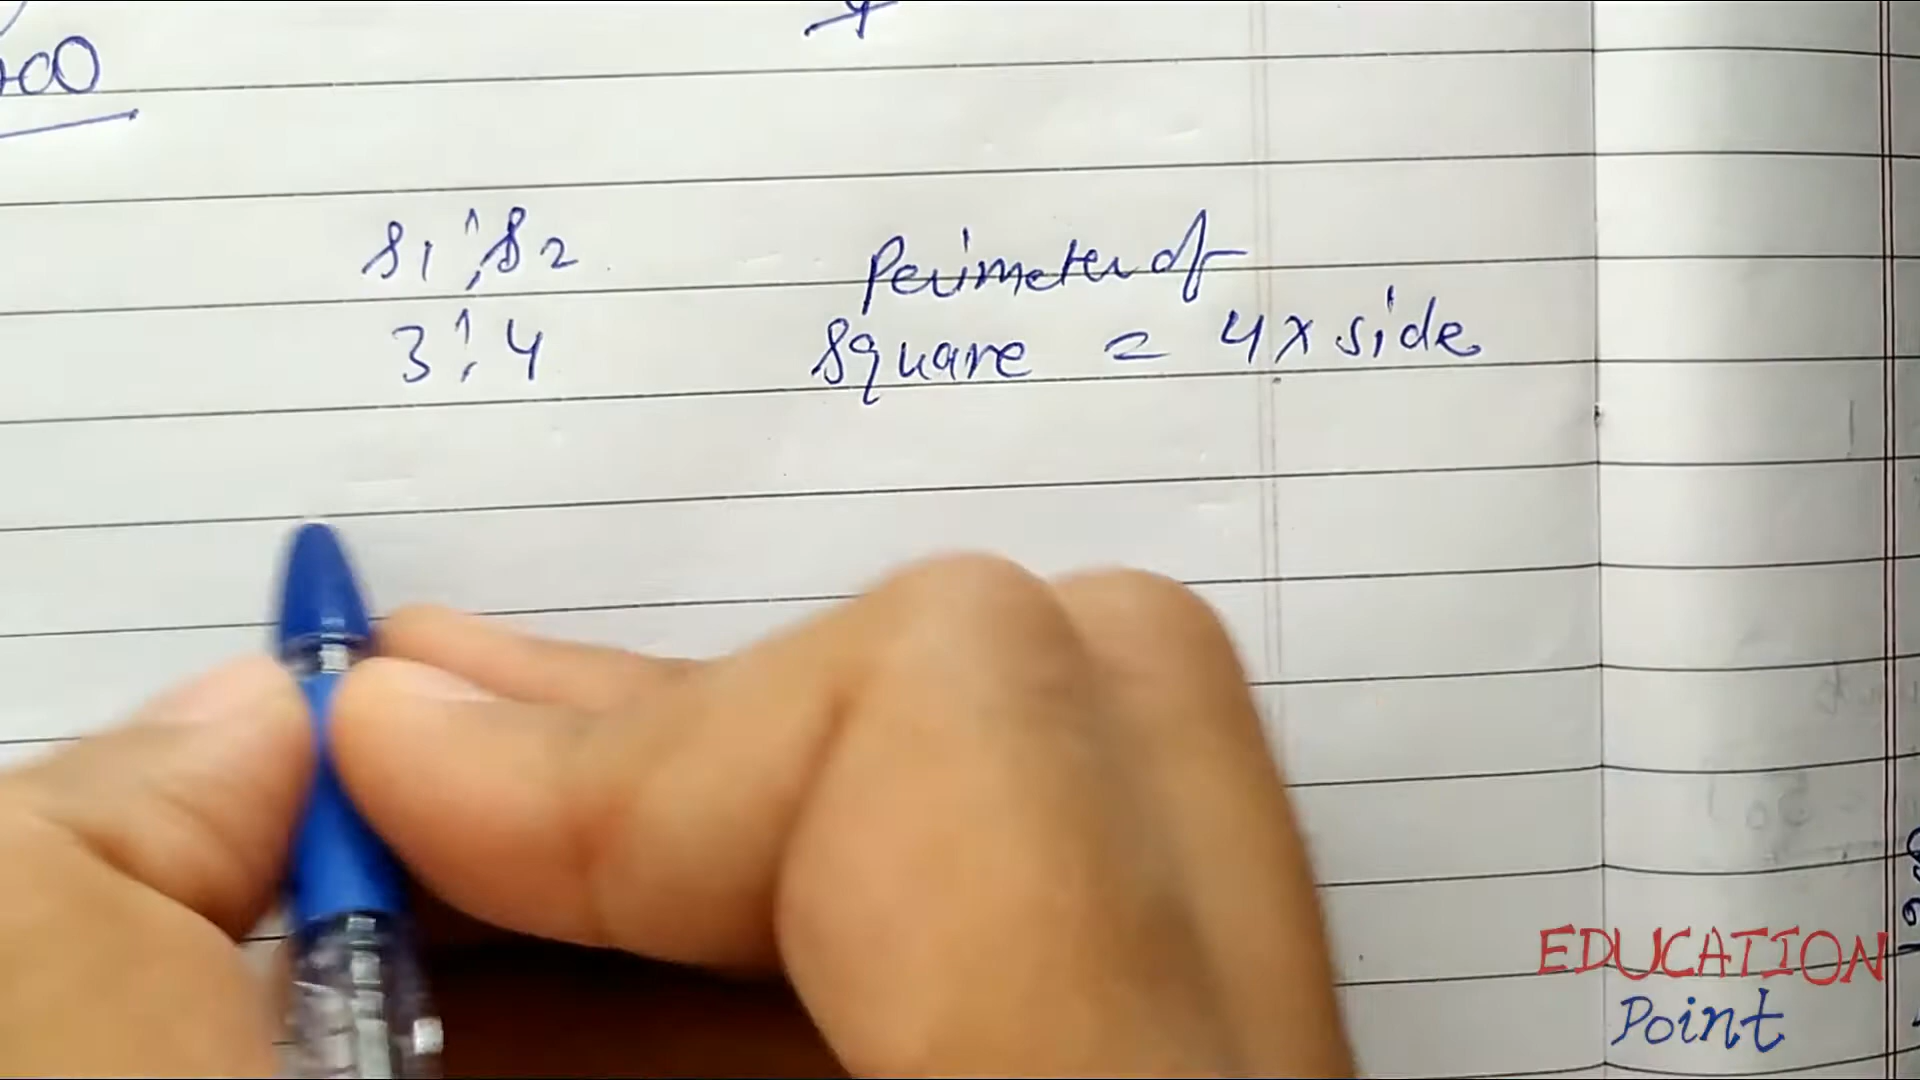 S1 : S2
3 : 4
Perimeter of
Square = 4 x side
EDUCATION
Point